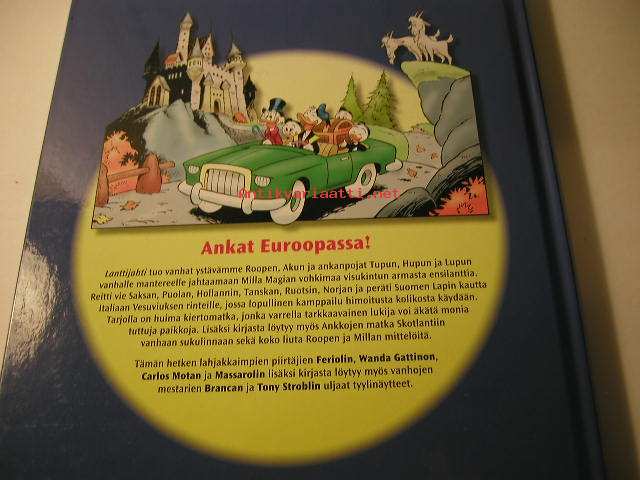 Antikvariaatti.net
Ankat Euroopassa!
Lanttijahti tuo vanhat ystävämme Roopen, Akun ja ankanpojat Tupun, Hupun ja Lupun
vanhalle mantereelle jahtaamaan Milla Magian vohkimaa visukintun armasta ensilanttia.
Reitti vie Saksan, Puolan, Hollannin, Tanskan, Ruotsin, Norjan ja peräti Suomen Lapin kautta
Italiaan Vesuviuksen rinteille, jossa lopullinen kamppailu himoitusta kolikosta käydään.
Tarjolla on huima kiertomatka, jonka varrella tarkkaavainen lukija voi äkätä monia
tuttuja paikkoja. Lisäksi kirjasta löytyy myös Ankkojen matka Skotlantiin
vanhaan sukulinnaan sekä koko liuta Roopen ja Millan mittelöitä.
Tämän hetken lahjakkaimpien piirtäjien Feriolin, Wanda Gattinon,
Carlos Motan ja Massarolin lisäksi kirjasta löytyy myös vanhojen
mestarien Brancan ja Tony Stroblin uljaat tyylinäytteet.